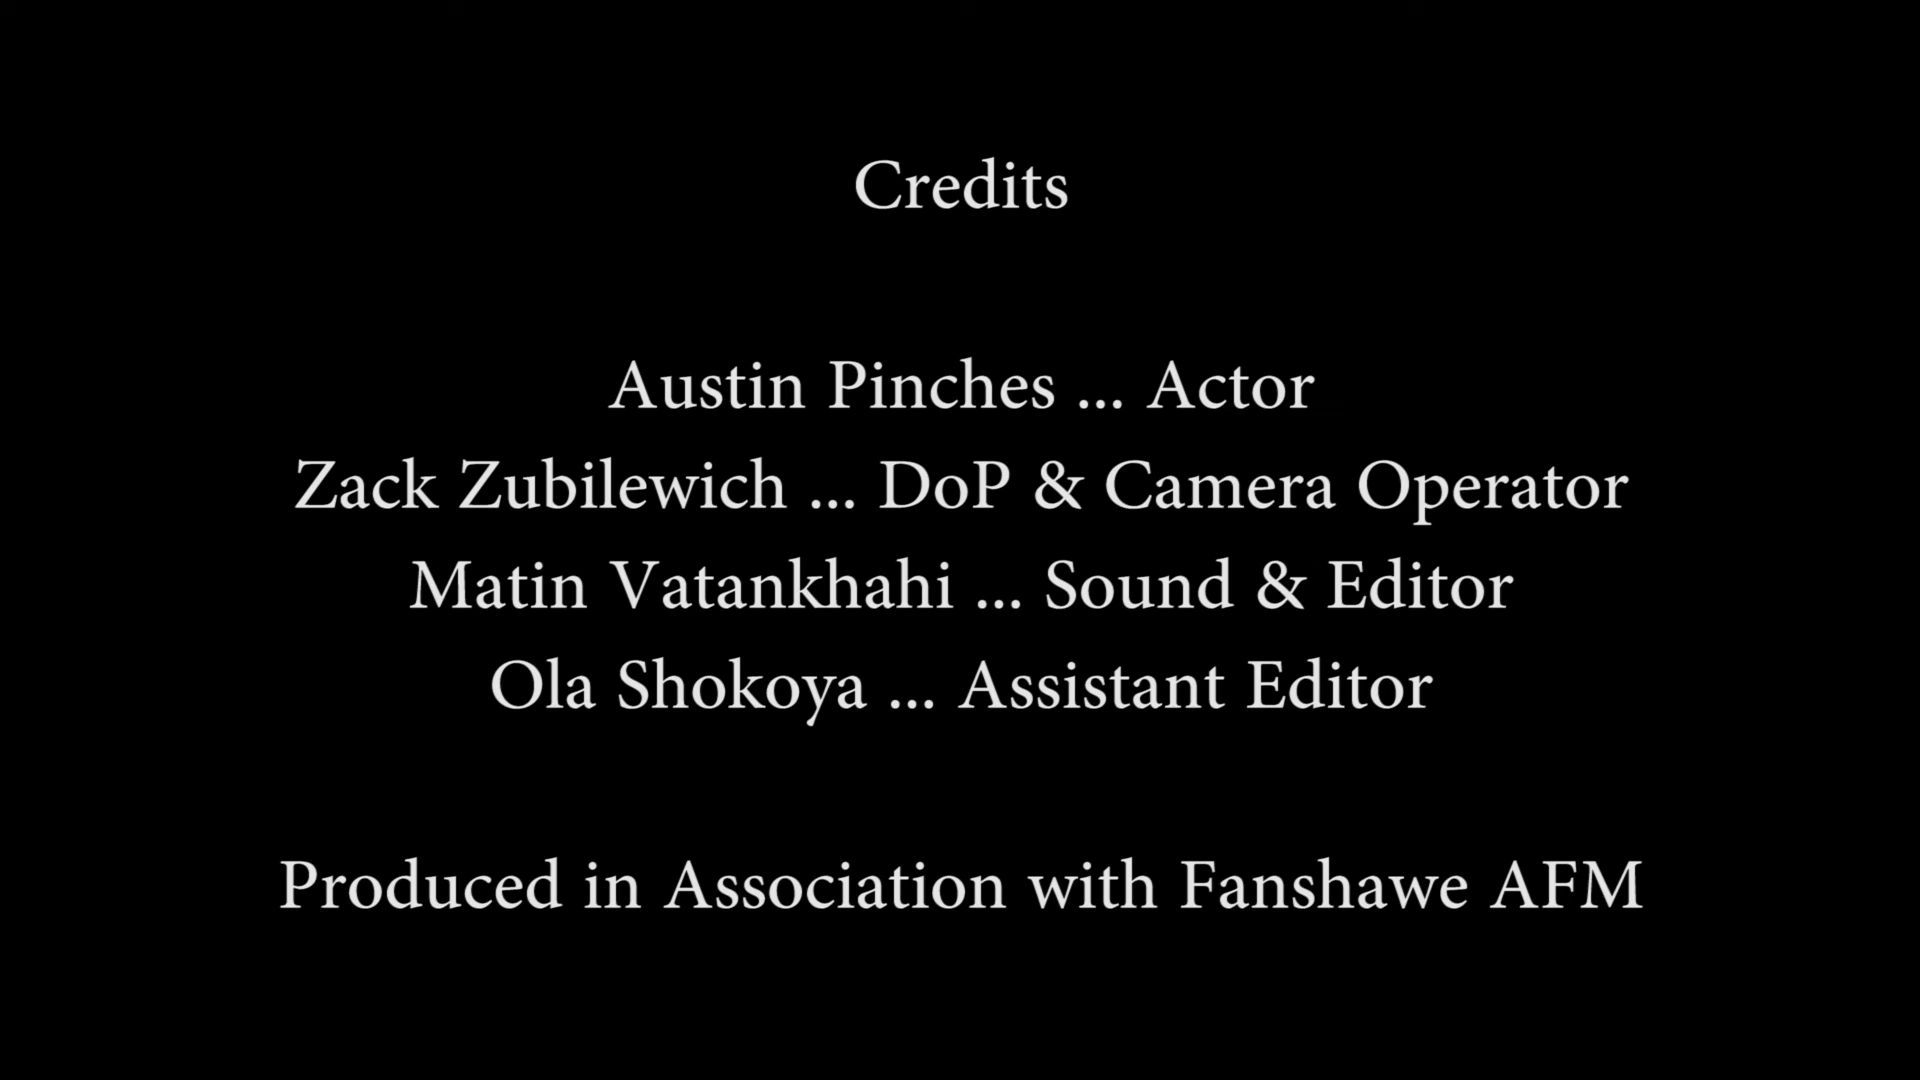 Credits
Austin Pinches ... Actor
Zack Zubilewich ... DoP & Camera Operator
Matin Vatankhahi ... Sound & Editor
Ola Shokoya ... Assistant Editor
Produced in Association with Fanshawe AFM